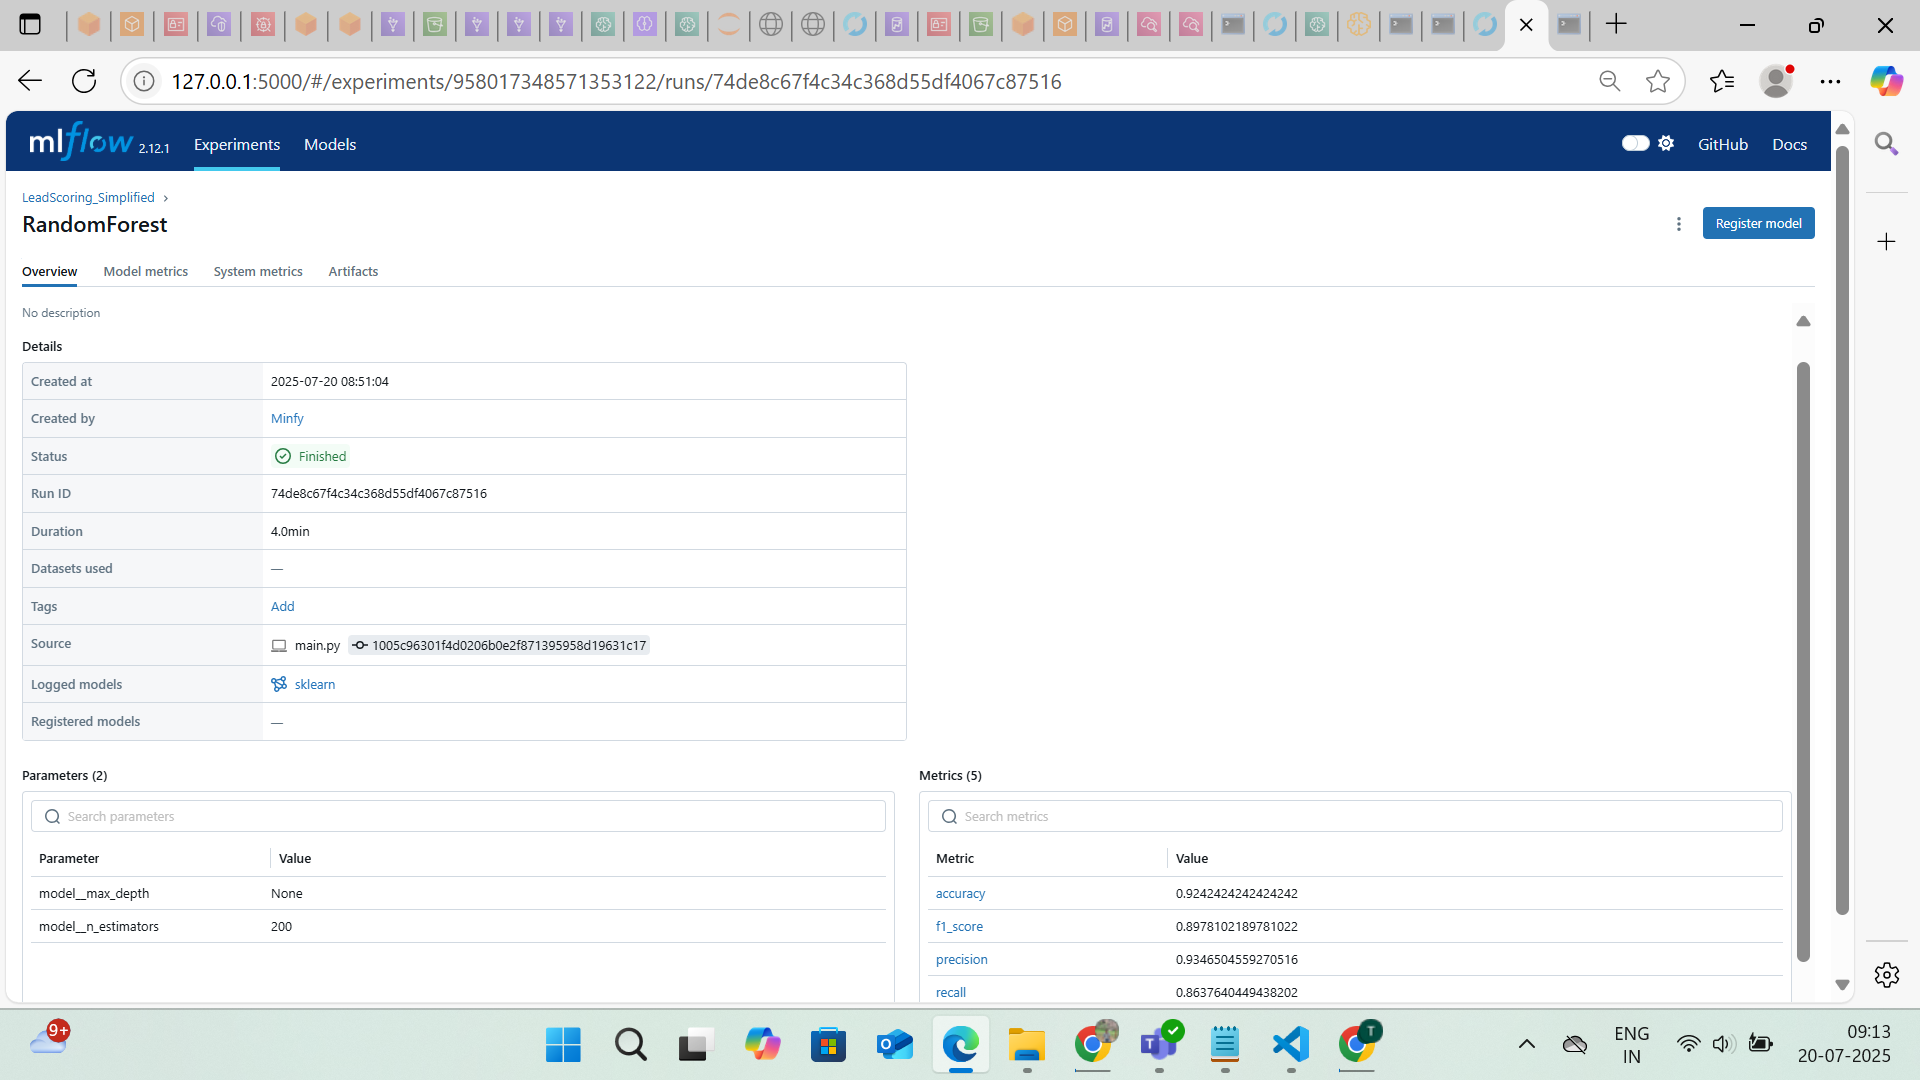 127.0.0.1:5000/#/experiments/958017348571353122/runs/74de8c67f4c34c368d55df4067c87516
mlflow 2.12.1 Experiments Models GitHub Docs
LeadScoring_Simplified ›
RandomForest
Register model
Overview Model metrics System metrics Artifacts
No description
Details
Created at 2025-07-20 08:51:04
Created by Minfy
Status Finished
Run ID 74de8c67f4c34c368d55df4067c87516
Duration 4.0min
Datasets used —
Tags Add
Source main.py 1005c96301f4d0206b0e2f871395958d19631c17
Logged models sklearn
Registered models —
Parameters (2) Metrics (5)
Search parameters Search metrics
Parameter Value Metric Value
model__max_depth None accuracy 0.9242424242424242
model__n_estimators 200 f1_score 0.8978102189781022
precision 0.9346504559270516
recall 0.8637640449438202
9+
T
ENG
IN
09:13
20-07-2025